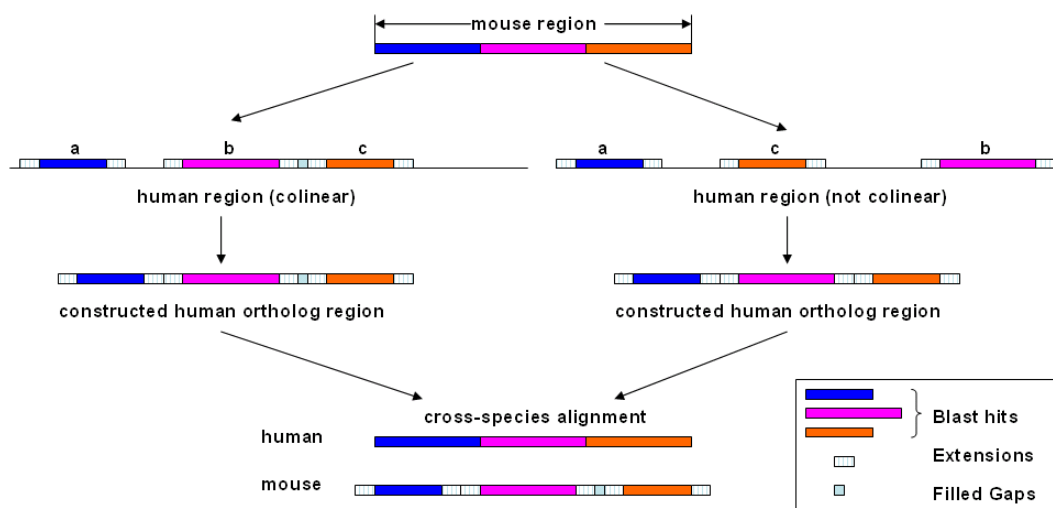 mouse region
a b c
a c b
human region (colinear)
human region (not colinear)
constructed human ortholog region
constructed human ortholog region
cross-species alignment
human
mouse
Blast hits
Extensions
Filled Gaps